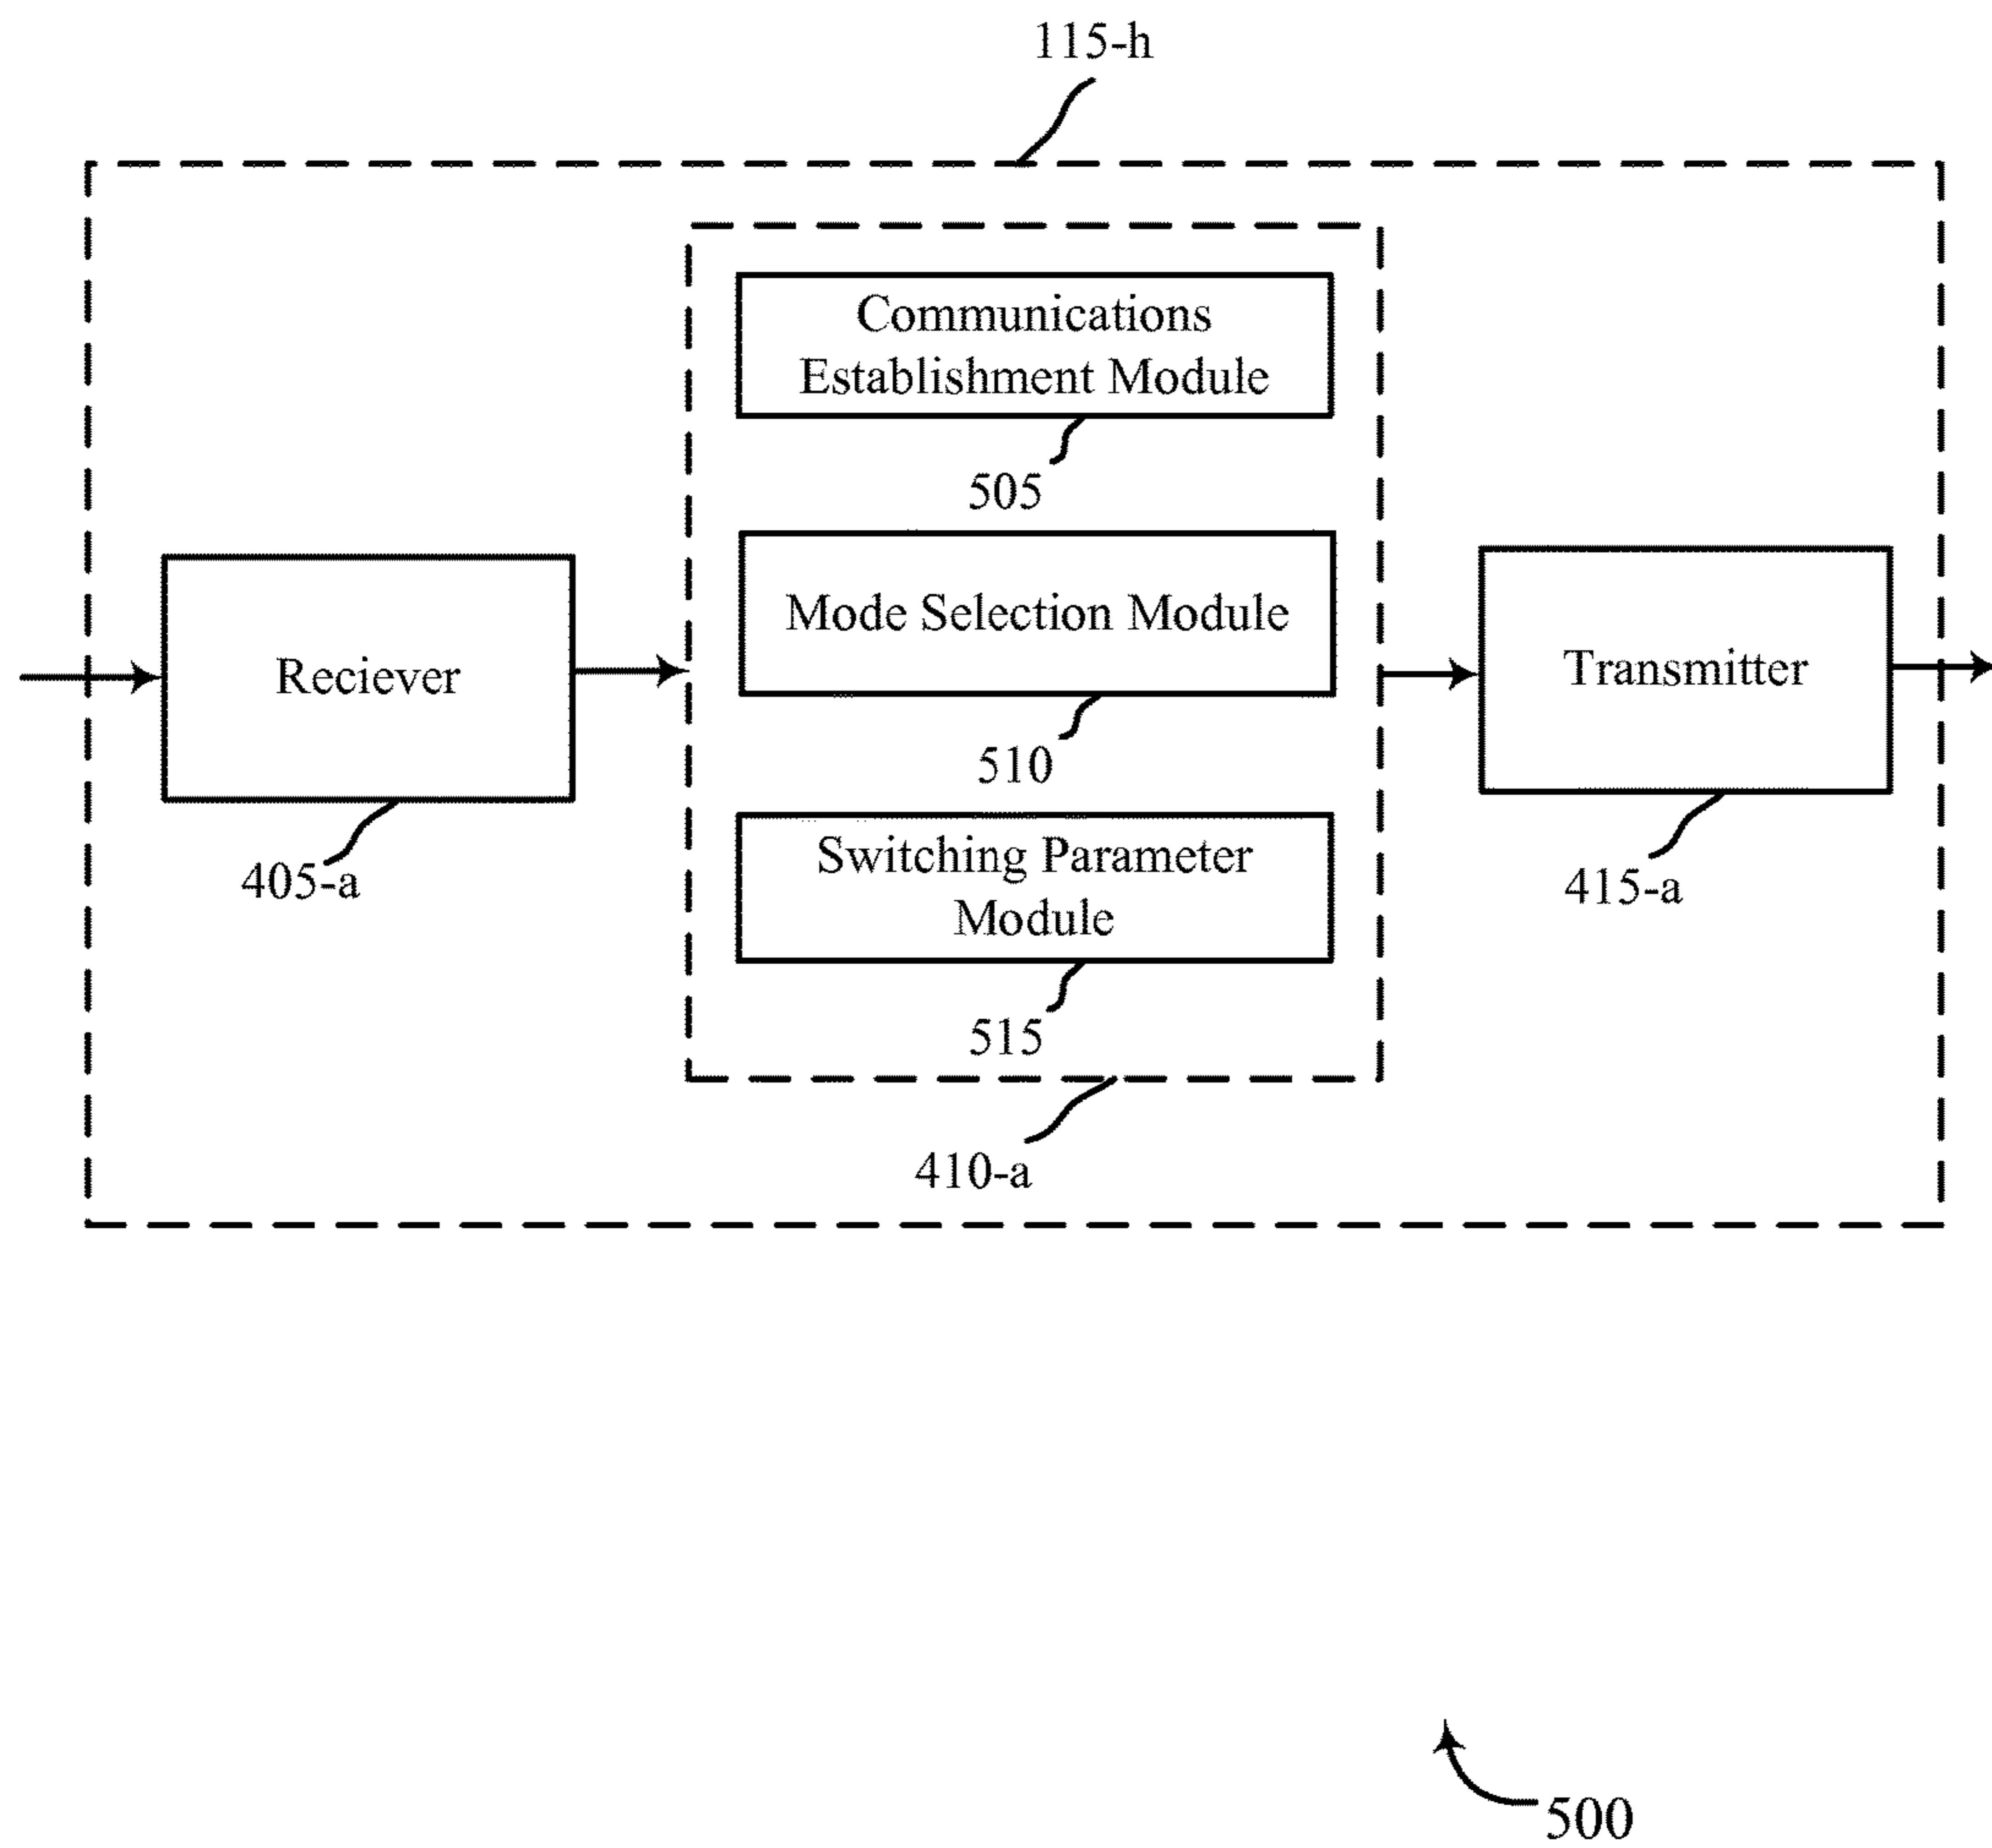 115-h
Communications
Establishment Module
505
Mode Selection Module
510
Switching Parameter
Module
515
410-a
Reciever
405-a
Transmitter
415-a
500